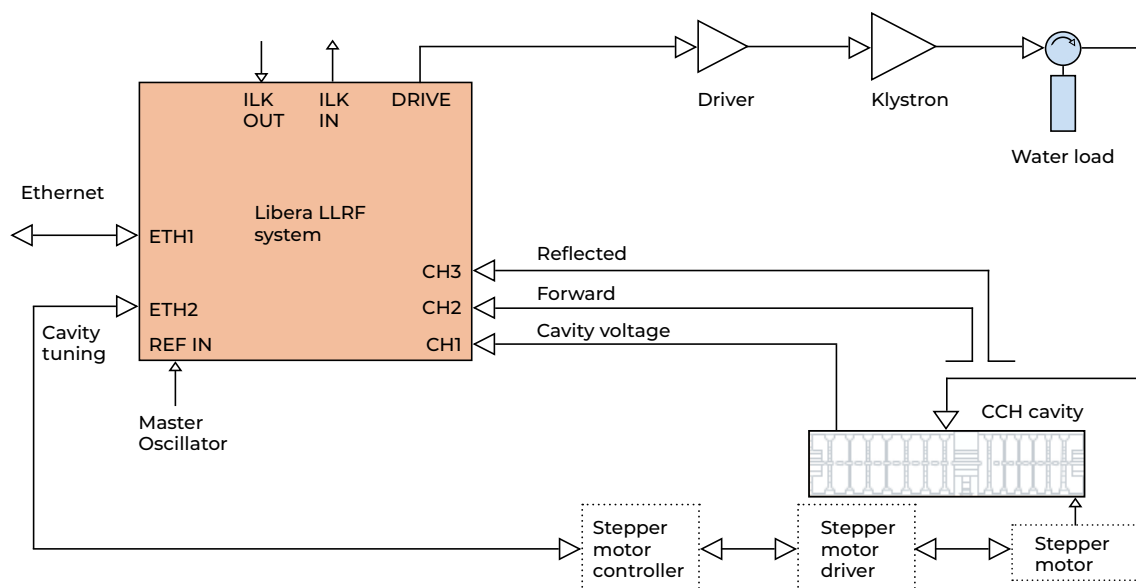 ILK
OUT
ILK
IN
DRIVE
Driver
Klystron
Water load
Ethernet
Libera LLRF
system
ETH1
ETH2
REF IN
CH3
CH2
CH1
Reflected
Forward
Cavity voltage
Cavity
tuning
Master
Oscillator
CCH cavity
Stepper
motor
controller
Stepper
motor
driver
Stepper
motor